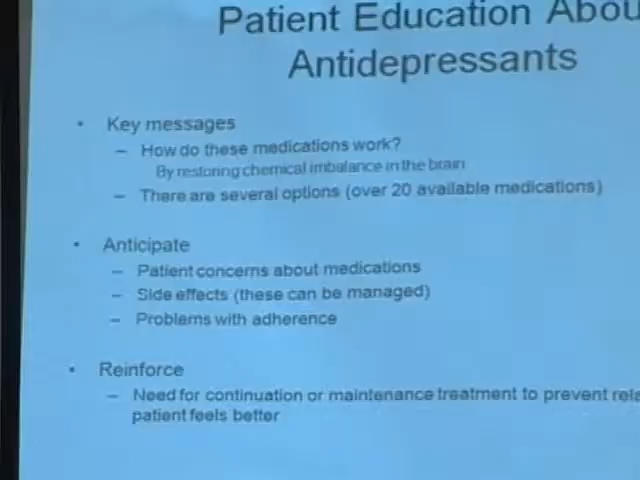 Patient Education Abou
Antidepressants
• Key messages
– How do these medications work?
By restoring chemical imbalance in the brain
– There are several options (over 20 available medications)
• Anticipate
– Patient concerns about medications
– Side effects (these can be managed)
– Problems with adherence
• Reinforce
– Need for continuation or maintenance treatment to prevent rela
patient feels better